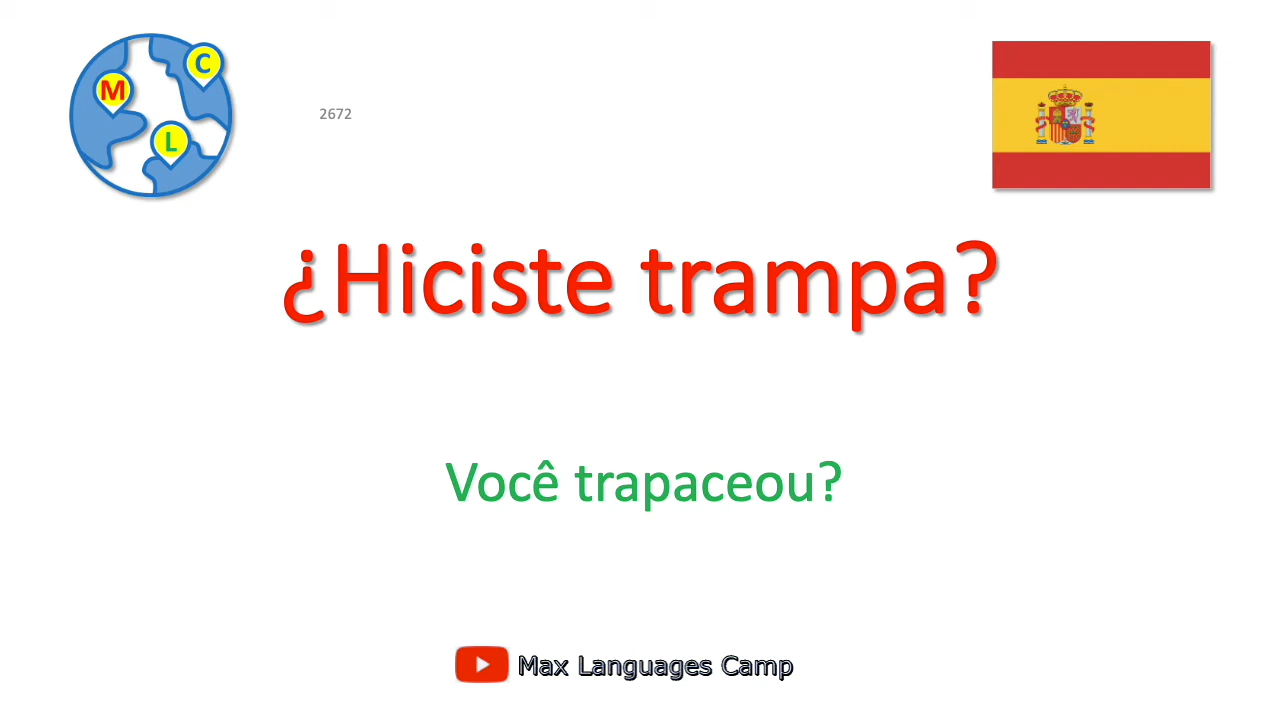 M
C
L
2672
¿Hiciste trampa?
Você trapaceou?
Max Languages Camp